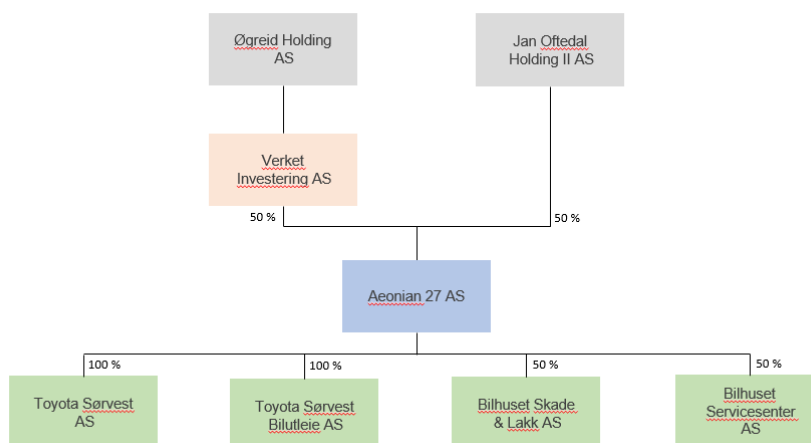 Øgreid Holding
AS
Jan Oftedal
Holding II AS
Verket
Investering AS
50 %
50 %
Aeonian 27 AS
100 %
100 %
50 %
50 %
Toyota Sørvest
AS
Toyota Sørvest
Bilutleie AS
Bilhuset Skade
& Lakk AS
Bilhuset
Servicesenter
AS